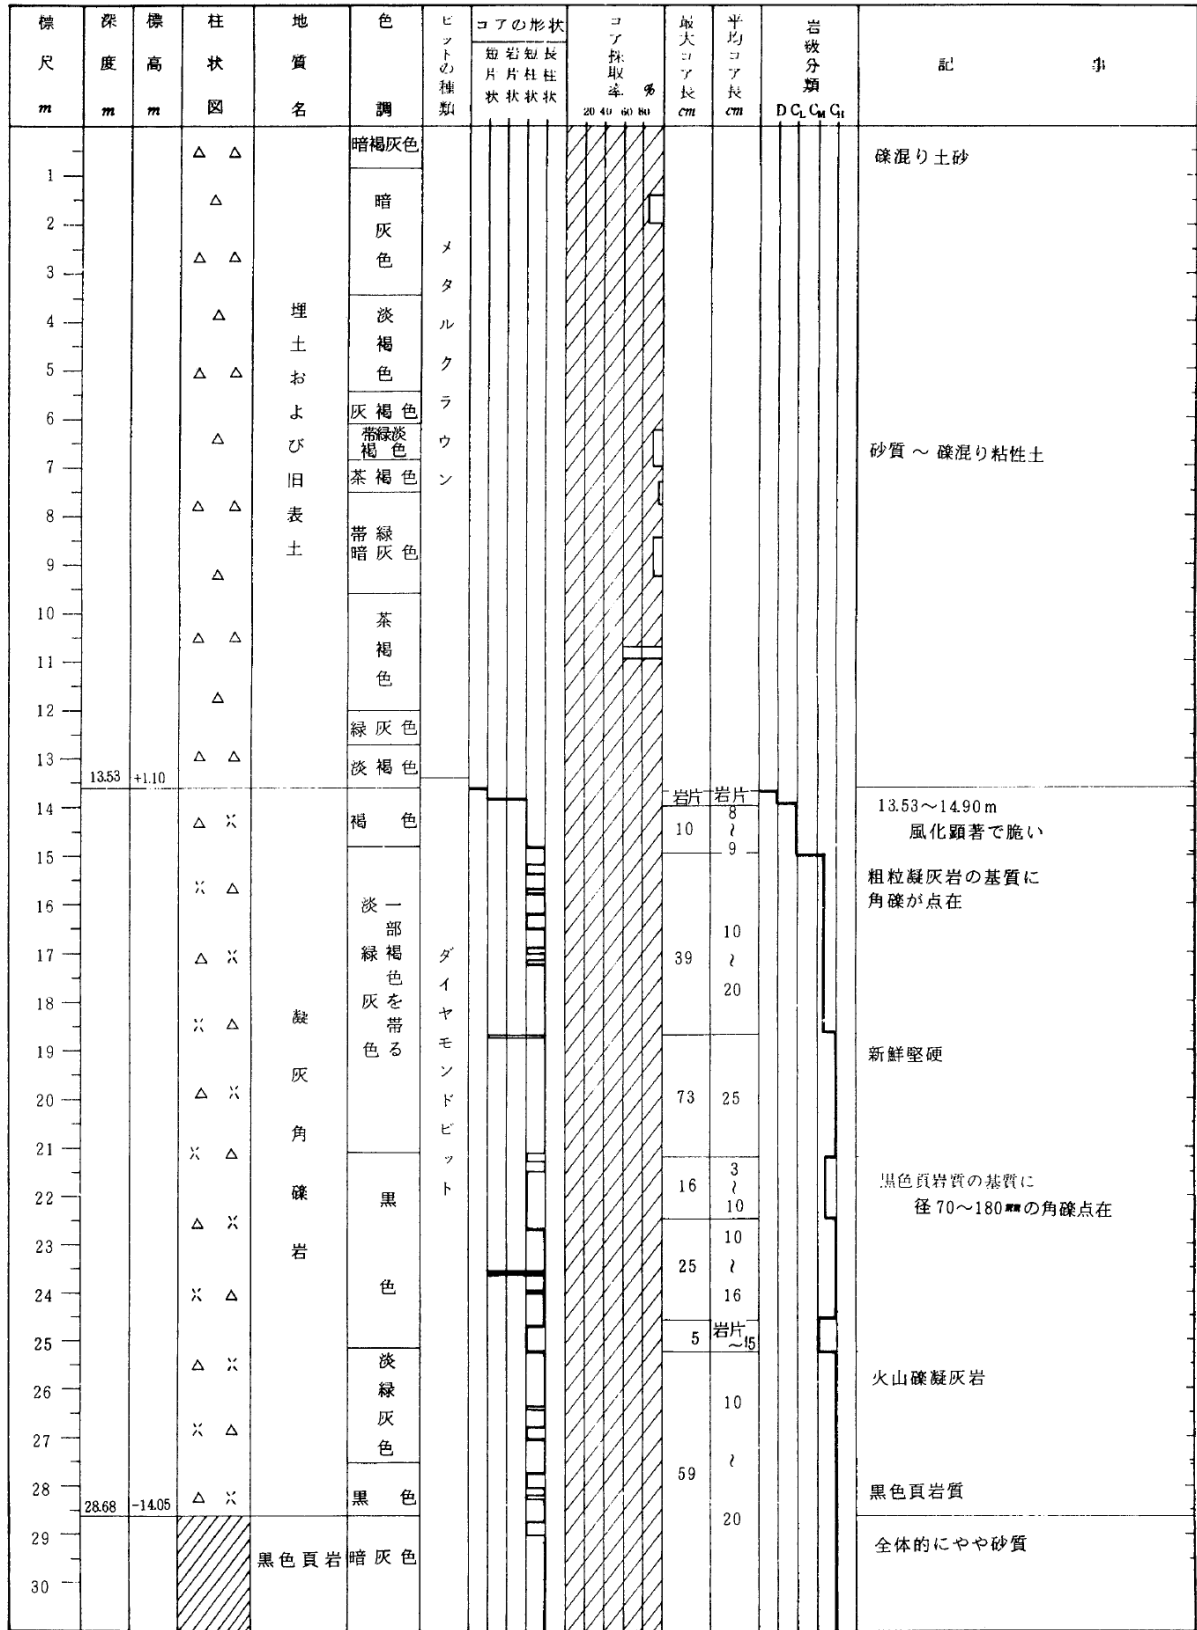 標尺 m
深度 m
標高 m
柱状図
地質名
色調
ビットの種類
コアの形状
短片状 岩片状 短柱状 長柱状
コア採取率 %
20 40 60 80
最大コア長 cm
平均コア長 cm
岩級分類
D CL CM CH
記事
暗褐灰色
礫混り土砂
1
暗灰色
2
3
メタルクラウン
埋土および旧表土
4
淡褐色
5
6
灰褐色
帯緑淡
褐色
砂質～礫混り粘性土
7
茶褐色
8
帯緑
暗灰色
9
10
茶褐色
11
12
緑灰色
13
淡褐色
13.53 +1.10
岩片 岩片
14
褐色
10
8
～
9
13.53～14.90m
風化顕著で脆い
15
粗粒凝灰岩の基質に
角礫が点在
16
淡緑灰色
一部褐色を帯る
17
39
10
～
20
18
ダイヤモンドビット
凝灰角礫岩
19
新鮮堅硬
20
73 25
21
16
3
～
10
黒色頁岩質の基質に
径70～180㎜の角礫点在
22
黒色
23
25
10
～
16
24
25
5
岩片
～15
淡緑灰色
火山礫凝灰岩
26
10
27
59
～
20
28
黒色
黒色頁岩質
28.68 -14.05
29
黒色頁岩 暗灰色
全体的にやや砂質
30